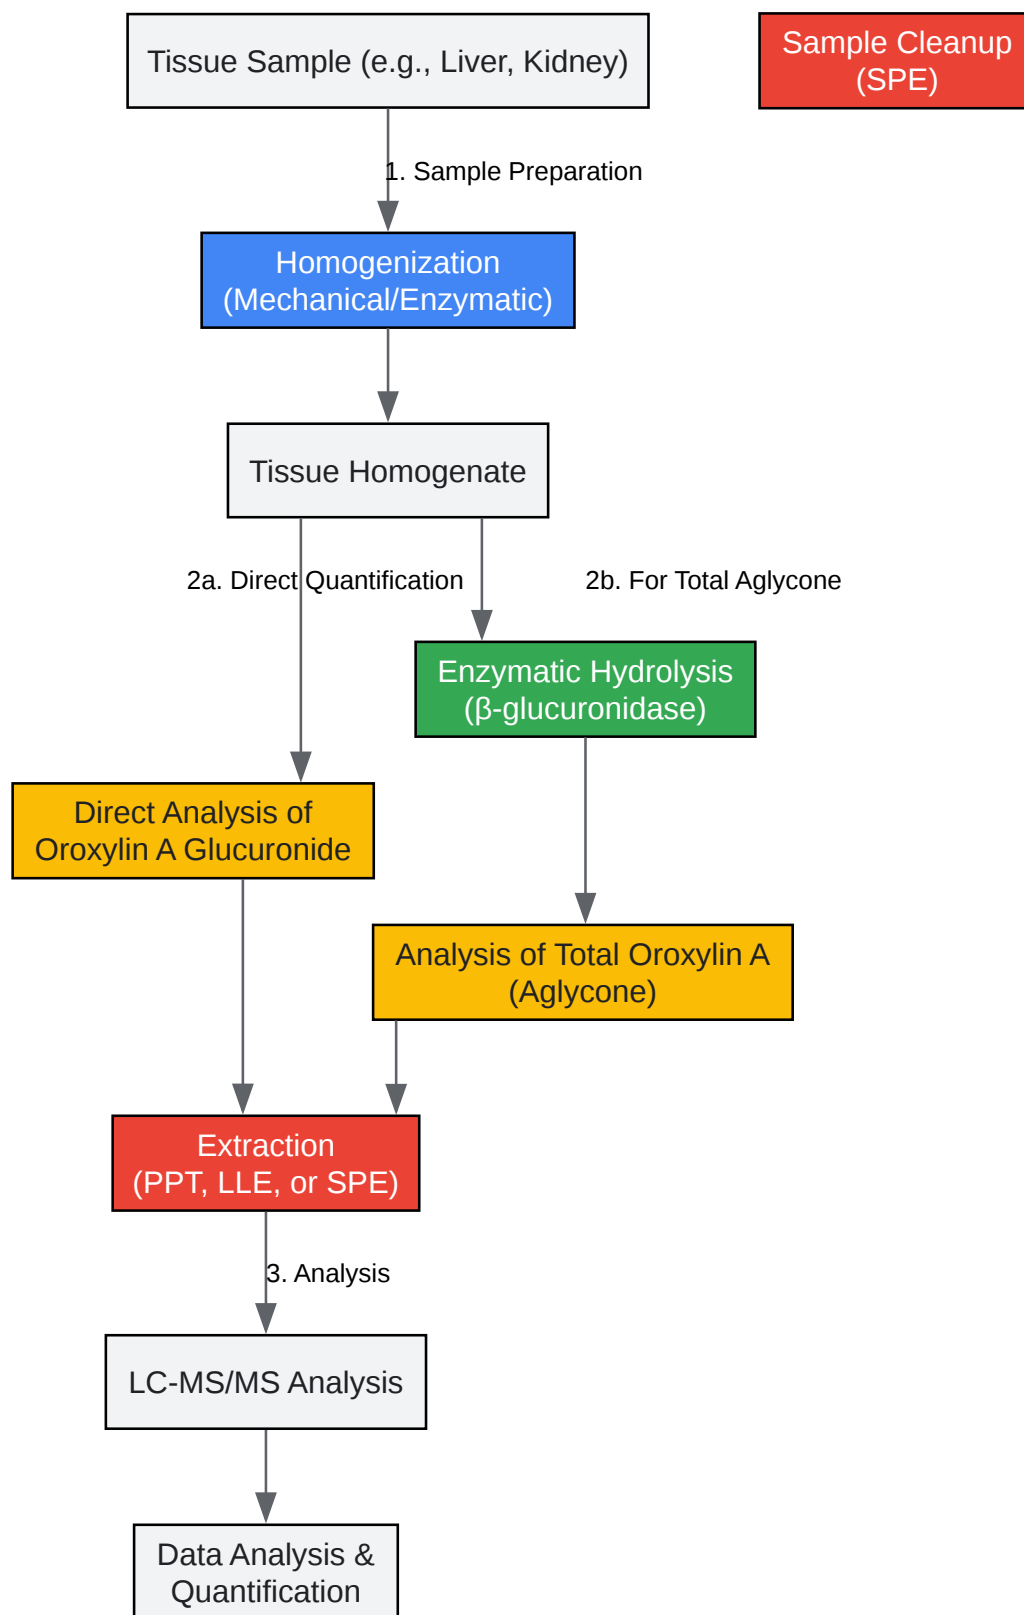 Tissue Sample (e.g., Liver, Kidney)
Sample Cleanup
(SPE)
1. Sample Preparation
Homogenization
(Mechanical/Enzymatic)
Tissue Homogenate
2a. Direct Quantification
2b. For Total Aglycone
Enzymatic Hydrolysis
(β-glucuronidase)
Direct Analysis of
Oroxylin A Glucuronide
Analysis of Total Oroxylin A
(Aglycone)
Extraction
(PPT, LLE, or SPE)
3. Analysis
LC-MS/MS Analysis
Data Analysis &
Quantification